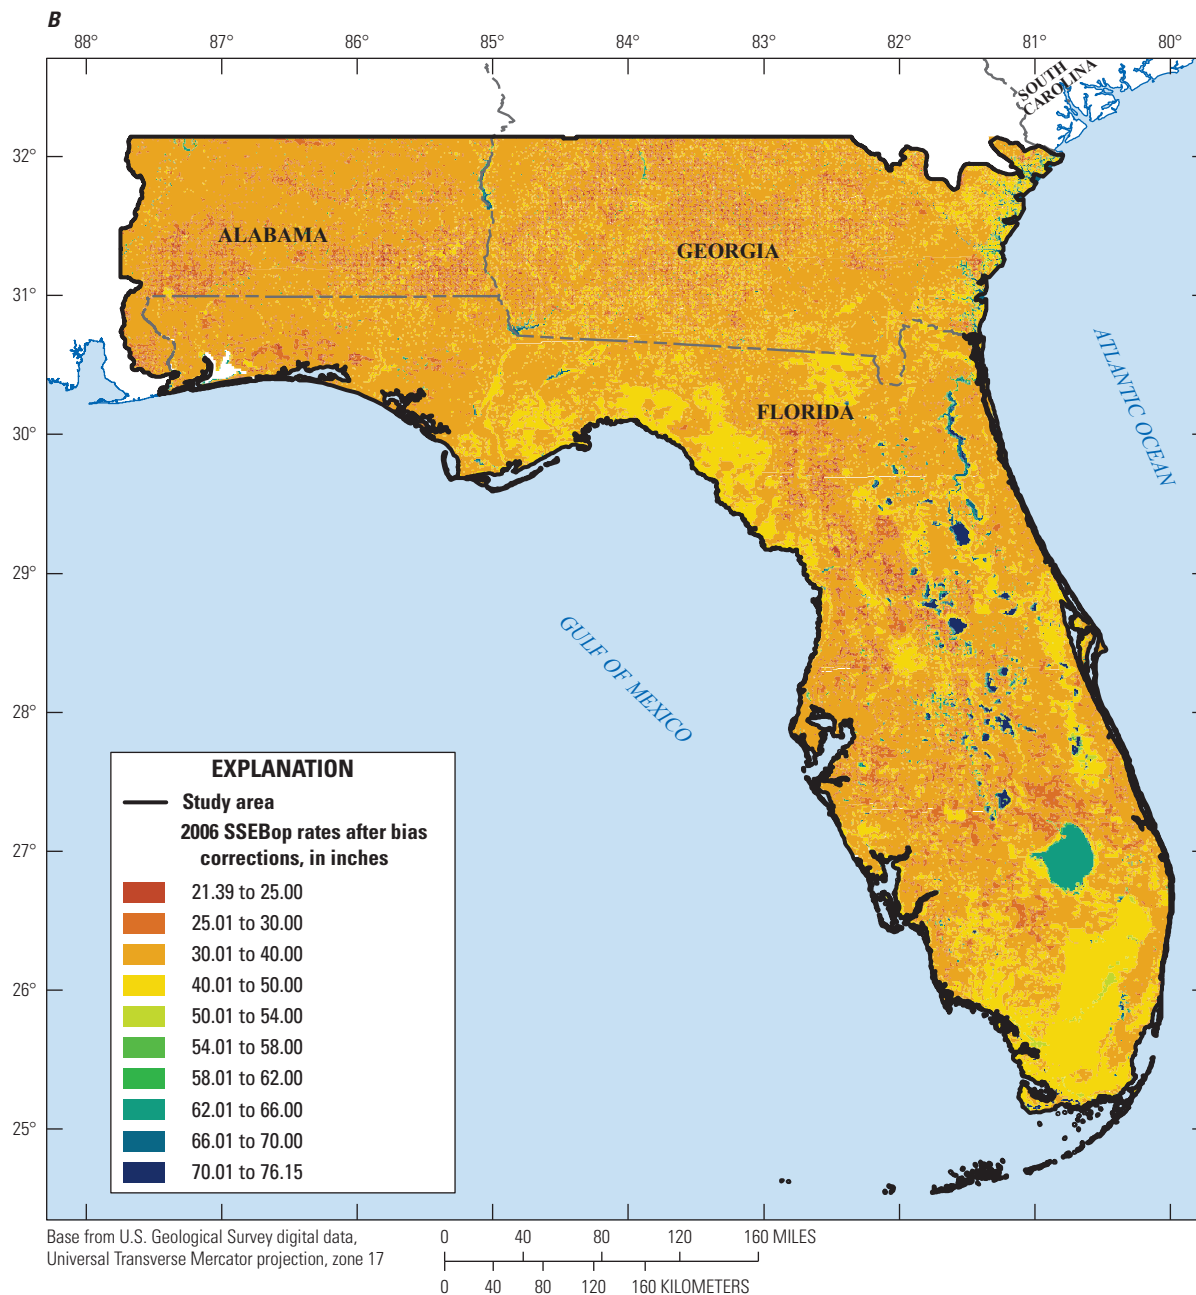 B
88° 87° 86° 85° 84° 83° 82° 81° 80°
SOUTH
CAROLINA
32°
ALABAMA
GEORGIA
31°
ATLANTIC OCEAN
FLORIDA
30°
29°
GULF OF MEXICO
28°
EXPLANATION
Study area
2006 SSEBop rates after bias
corrections, in inches
21.39 to 25.00
25.01 to 30.00
30.01 to 40.00
40.01 to 50.00
50.01 to 54.00
54.01 to 58.00
58.01 to 62.00
62.01 to 66.00
66.01 to 70.00
70.01 to 76.15
27°
26°
25°
Base from U.S. Geological Survey digital data,
Universal Transverse Mercator projection, zone 17
0 40 80 120 160 MILES
0 40 80 120 160 KILOMETERS